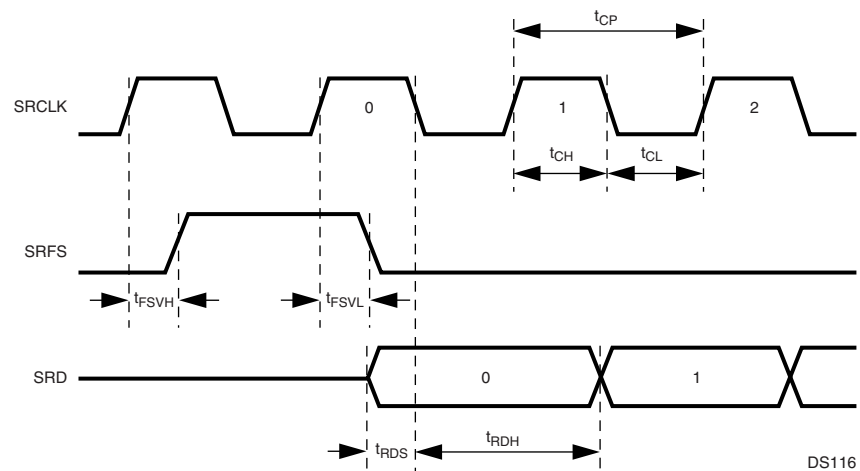 tCP
SRCLK
0
1
2
tCH
tCL
SRFS
tFSVH
tFSVL
SRD
0
1
tRDS
tRDH
DS116